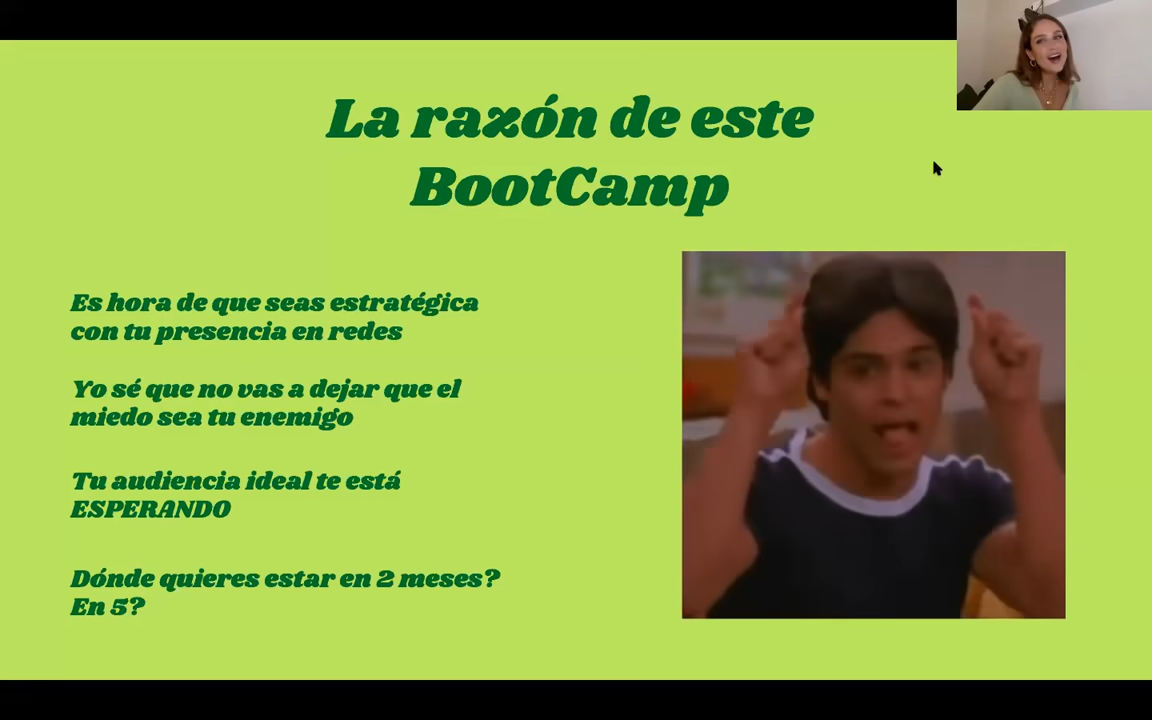 La razón de este
BootCamp
Es hora de que seas estratégica
con tu presencia en redes
Yo sé que no vas a dejar que el
miedo sea tu enemigo
Tu audiencia ideal te está
ESPERANDO
Dónde quieres estar en 2 meses?
En 5?